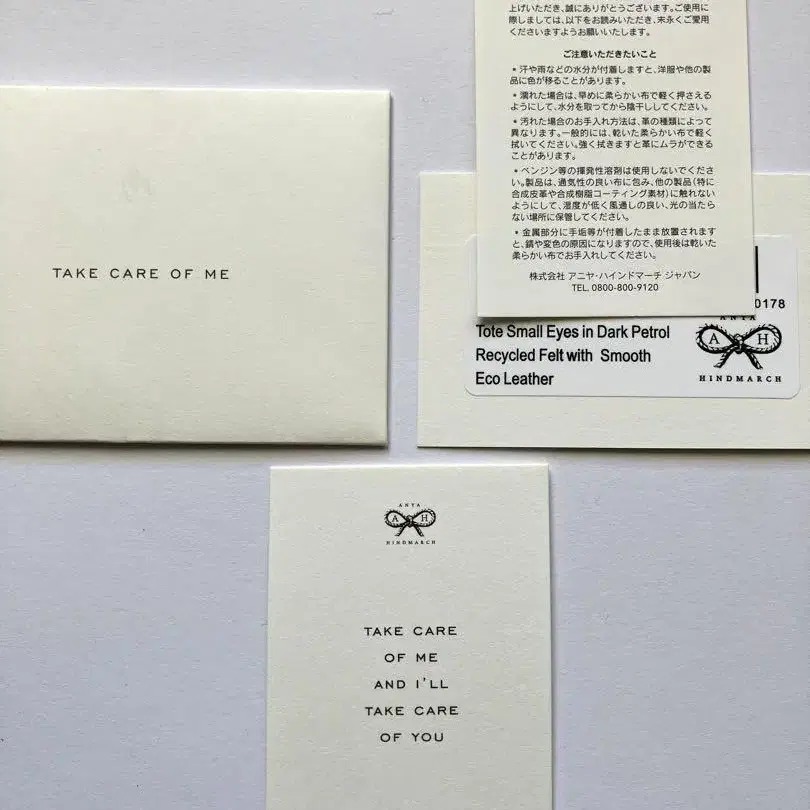 上げいただき、誠にありがとうございます。ご使用に
際しましては、以下をお読みいただき、末永くご愛用
くださいますようお願いいたします。
ご注意いただきたいこと
* 汗や雨などの水分が付着しますと、洋服や他の製
品に色が移ることがあります。
* 濡れた場合は、早めに柔らかい布で軽く押さえる
ようにして、水分を取ってから陰干ししてください。
* 汚れた場合のお手入れ方法は、革の種類によって
異なります。一般的には、乾いた柔らかい布で軽く
拭いてください。強く拭きますと革にムラができる
ことがあります。
* ベンジン等の揮発性溶剤は使用しないでくださ
い。製品は、通気性の良い布に包み、他の製品(特に
合成皮革や合成樹脂コーティング素材)に触れない
ようにして、湿度が低く風通しの良い、光の当たら
ない場所に保管してください。
* 金属部分に手垢等が付着したまま放置されますと
と、錆や変色の原因になりますので、使用後は乾いた
柔らかい布でお手入れしてください。
株式会社 アニヤ・ハインドマーチ ジャパン
TEL. 0800-800-9120
TAKE CARE OF ME
0178
Tote Small Eyes in Dark Petrol
Recycled Felt with Smooth
Eco Leather
ANYA
A H
HINDMARCH
ANYA
A H
HINDMARCH
TAKE CARE
OF ME
AND I'LL
TAKE CARE
OF YOU